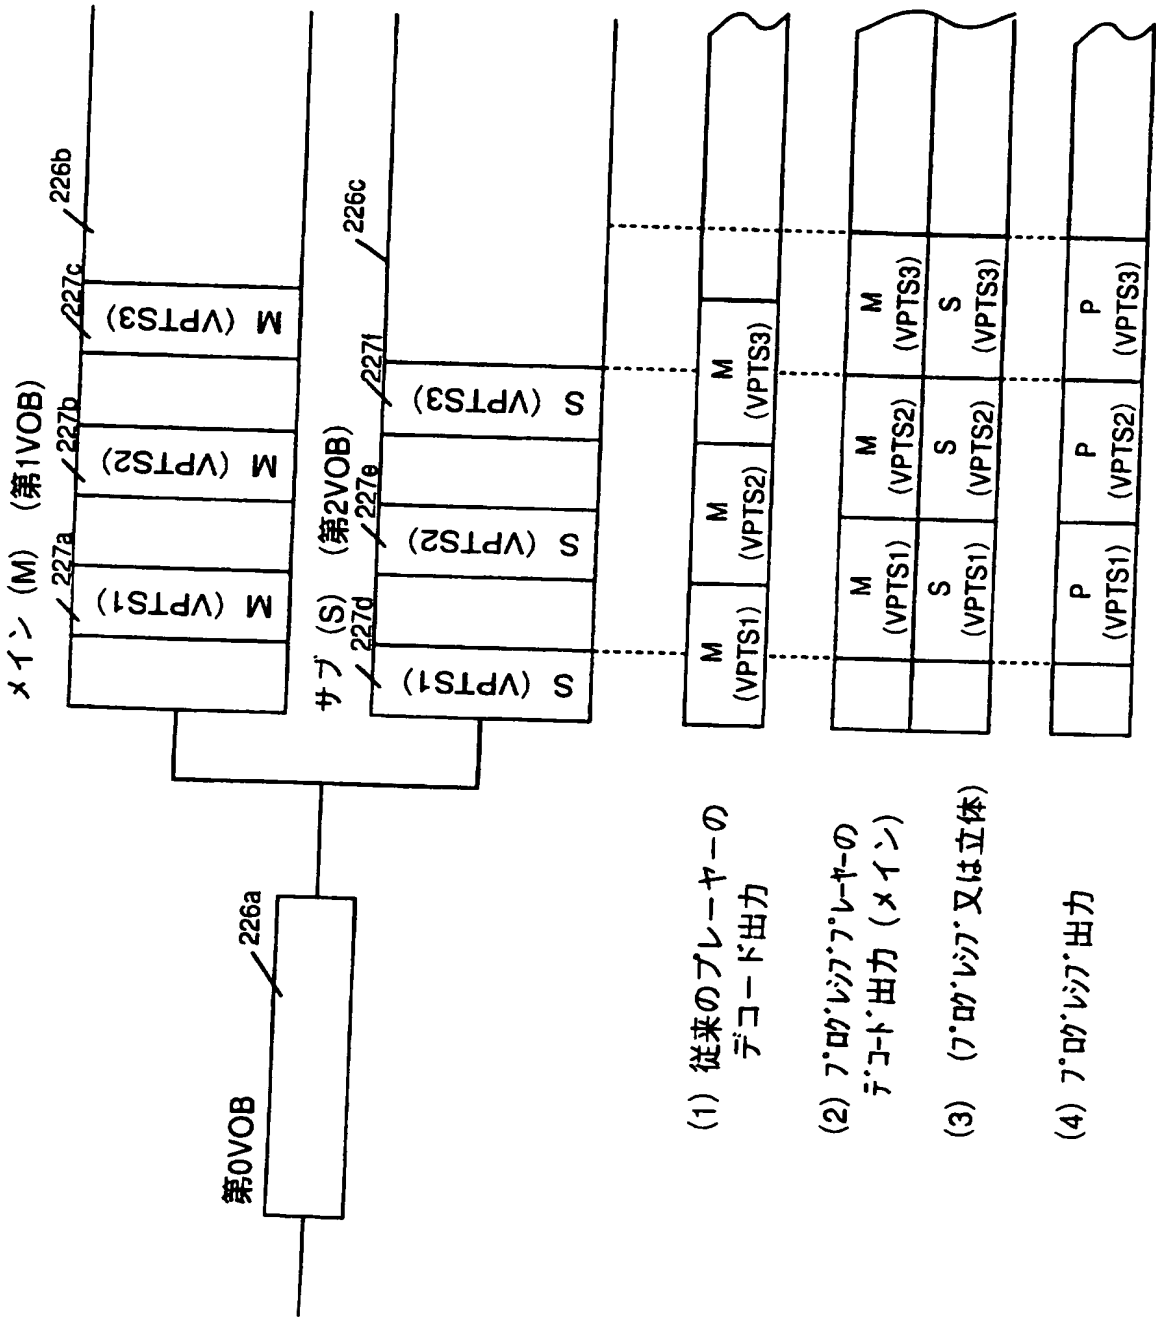 メイン (M) (第1VOB)
227a
227b
227c
226b
M (VPTS1)
M (VPTS2)
M (VPTS3)
サブ (S) (第2VOB)
227d
227e
227f
226c
S (VPTS1)
S (VPTS2)
S (VPTS3)
第0VOB
226a
(1) 従来のプレーヤーの
デコード出力
M
(VPTS1)
M
(VPTS2)
M
(VPTS3)
(2) プログレシブプレーヤーの
デコード出力 (メイン)
M
(VPTS1)
M
(VPTS2)
M
(VPTS3)
(3) (プログレシブ又は立体)
S
(VPTS1)
S
(VPTS2)
S
(VPTS3)
(4) プログレシブ出力
P
(VPTS1)
P
(VPTS2)
P
(VPTS3)